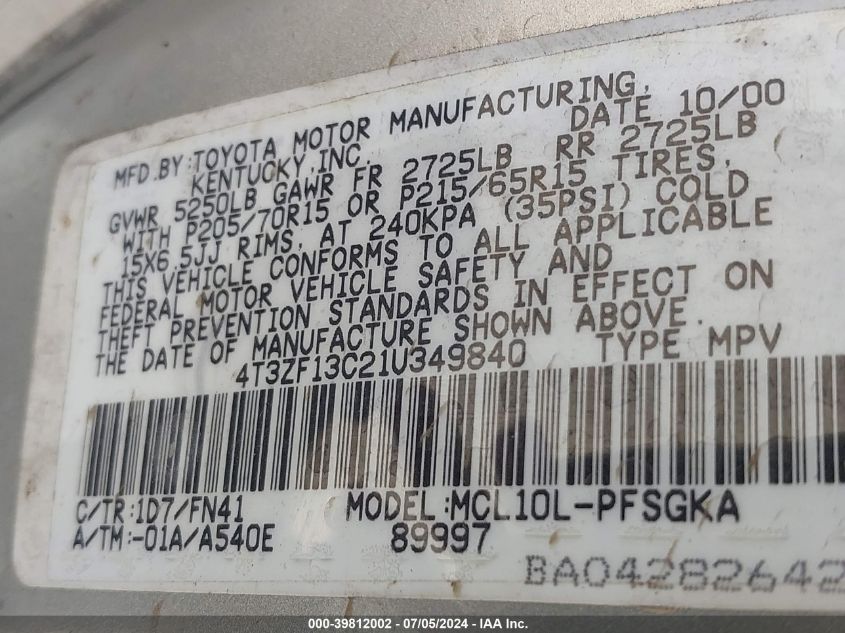 MFD.BY:TOYOTA MOTOR MANUFACTURING,
KENTUCKY,INC. DATE 10/00
GVWR 5250LB GAWR FR 2725LB RR 2725LB
WITH P205/70R15 OR P215/65R15 TIRES,
15X6.5JJ RIMS, AT 240KPA (35PSI) COLD
THIS VEHICLE CONFORMS TO ALL APPLICABLE
FEDERAL MOTOR VEHICLE SAFETY AND
THEFT PREVENTION STANDARDS IN EFFECT ON
THE DATE OF MANUFACTURE SHOWN ABOVE.
4T3ZF13C21U349840 TYPE MPV
C/TR:1D7/FN41 MODEL:MCL10L-PFSGKA
A/TM:-01A/A540E 89997
BA04282642
000-39812002 - 07/05/2024 - IAA Inc.